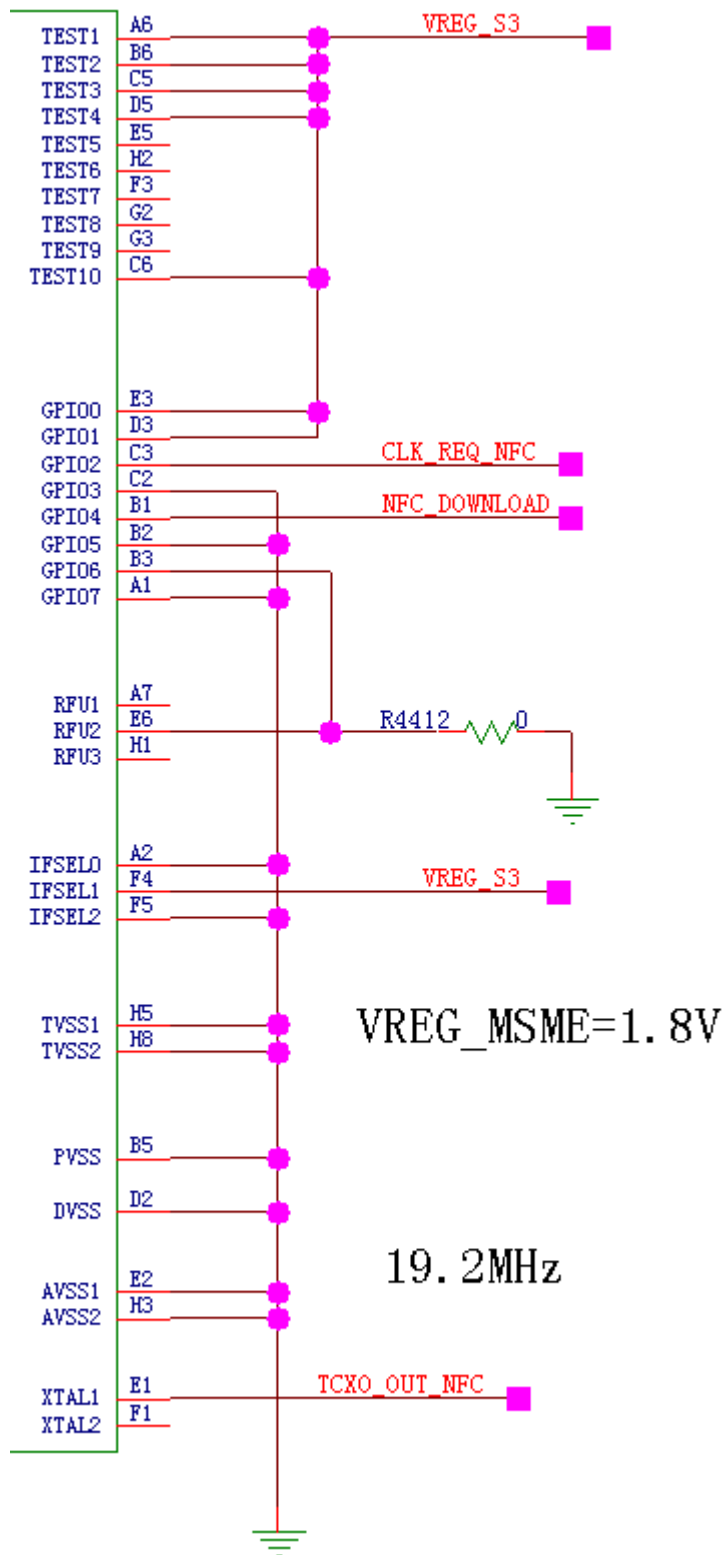 TEST1 A6 VREG_S3
TEST2 B6
TEST3 C5
TEST4 D5
TEST5 E5
TEST6 H2
TEST7 F3
TEST8 G2
TEST9 G3
TEST10 C6
GPIO0 E3
GPIO1 D3
GPIO2 C3 CLK_REQ_NFC
GPIO3 C2
GPIO4 B1 NFC_DOWNLOAD
GPIO5 B2
GPIO6 B3
GPIO7 A1
RFU1 A7
RFU2 E6 R4412 0
RFU3 H1
IFSEL0 A2
IFSEL1 F4 VREG_S3
IFSEL2 F5
TVSS1 H5
VREG_MSME=1.8V
TVSS2 H8
PVSS B5
DVSS D2
19.2MHz
AVSS1 E2
AVSS2 H3
XTAL1 E1 TCXO_OUT_NFC
XTAL2 F1